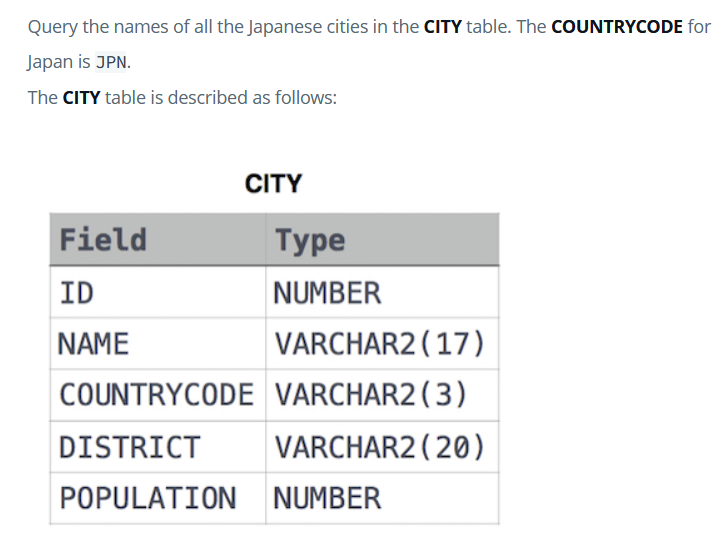 Query the names of all the Japanese cities in the CITY table. The COUNTRYCODE for
Japan is JPN.
The CITY table is described as follows:
CITY
Field Type
ID NUMBER
NAME VARCHAR2(17)
COUNTRYCODE VARCHAR2(3)
DISTRICT VARCHAR2(20)
POPULATION NUMBER